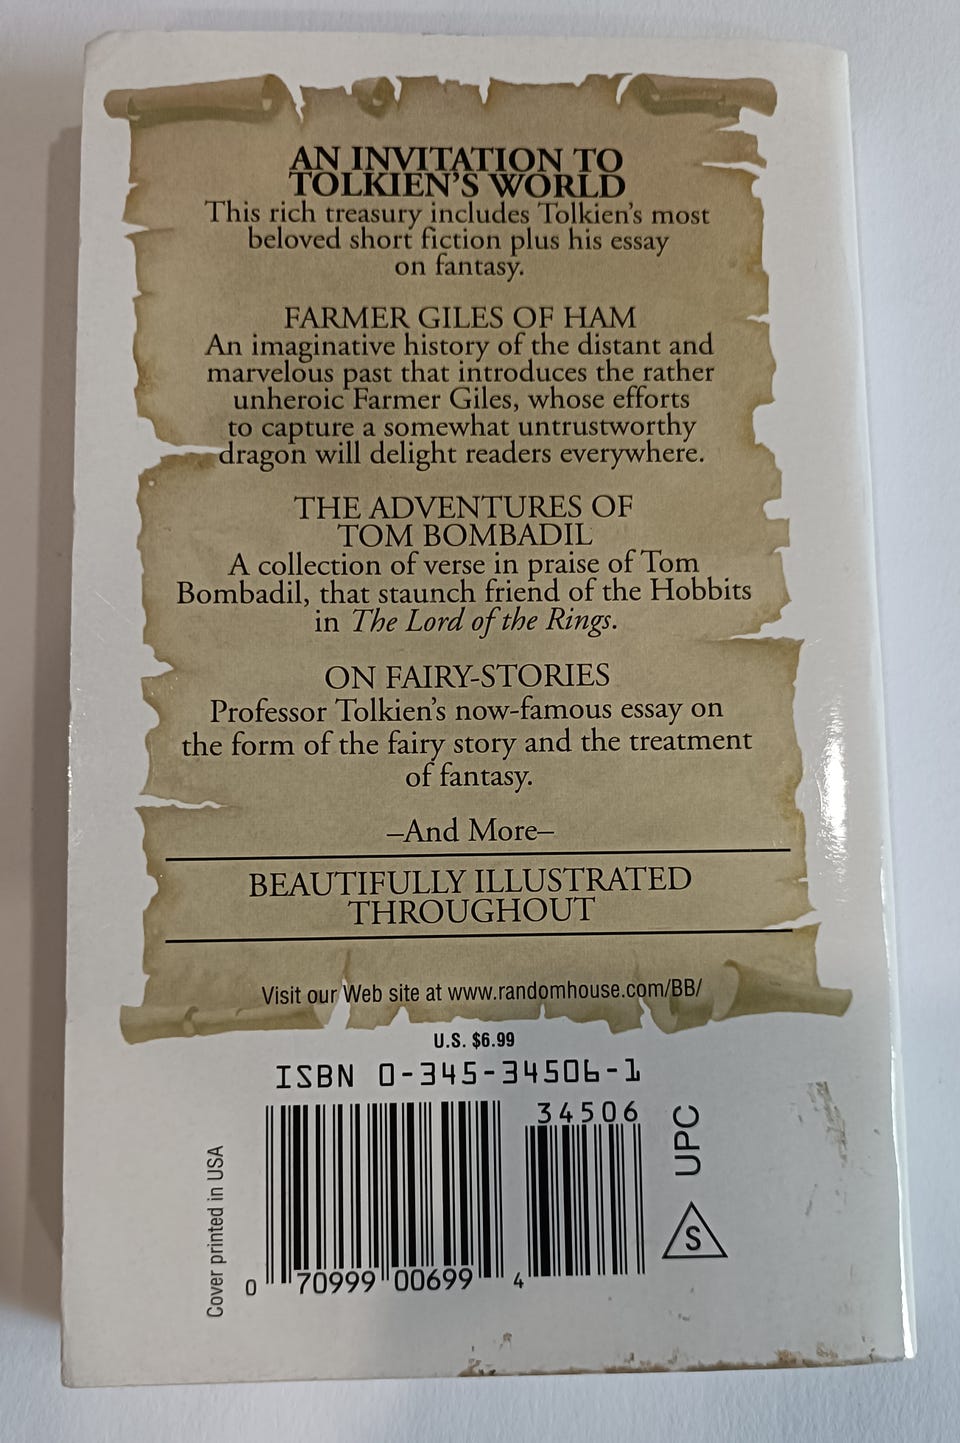 AN INVITATION TO
TOLKIEN'S WORLD
This rich treasury includes Tolkien's most
beloved short fiction plus his essay
on fantasy.
FARMER GILES OF HAM
An imaginative history of the distant and
marvelous past that introduces the rather
unheroic Farmer Giles, whose efforts
to capture a somewhat untrustworthy
dragon will delight readers everywhere.
THE ADVENTURES OF
TOM BOMBADIL
A collection of verse in praise of Tom
Bombadil, that staunch friend of the Hobbits
in The Lord of the Rings.
ON FAIRY-STORIES
Professor Tolkien's now-famous essay on
the form of the fairy story and the treatment
of fantasy.
–And More–
BEAUTIFULLY ILLUSTRATED
THROUGHOUT
Visit our Web site at www.randomhouse.com/BB/
U.S. $6.99
ISBN 0-345-34506-1
34506
UPC
S
Cover printed in USA
0 70999 00699 4